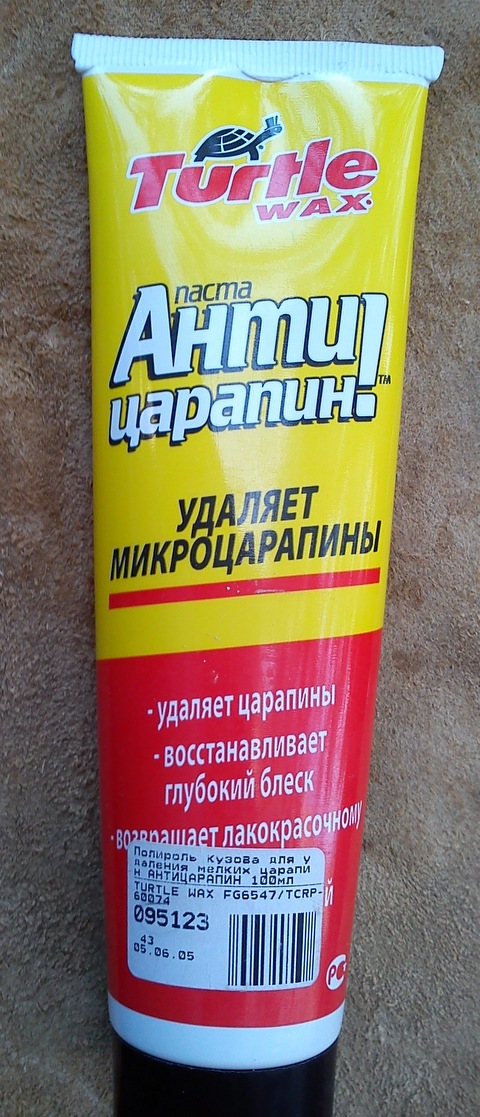 Turtle
WAX
паста
Анти!
царапин
™
УДАЛЯЕТ
МИКРОЦАРАПИНЫ
- удаляет царапины
- восстанавливает
глубокий блеск
- возвращает лакокрасочному
Полироль Кузова для у
даления мелких царапи
н АНТИЦАРАПИН 100мл
TURTLE WAX FG6547/TCRP-
60074
095123
43
05.06.05
й
РС